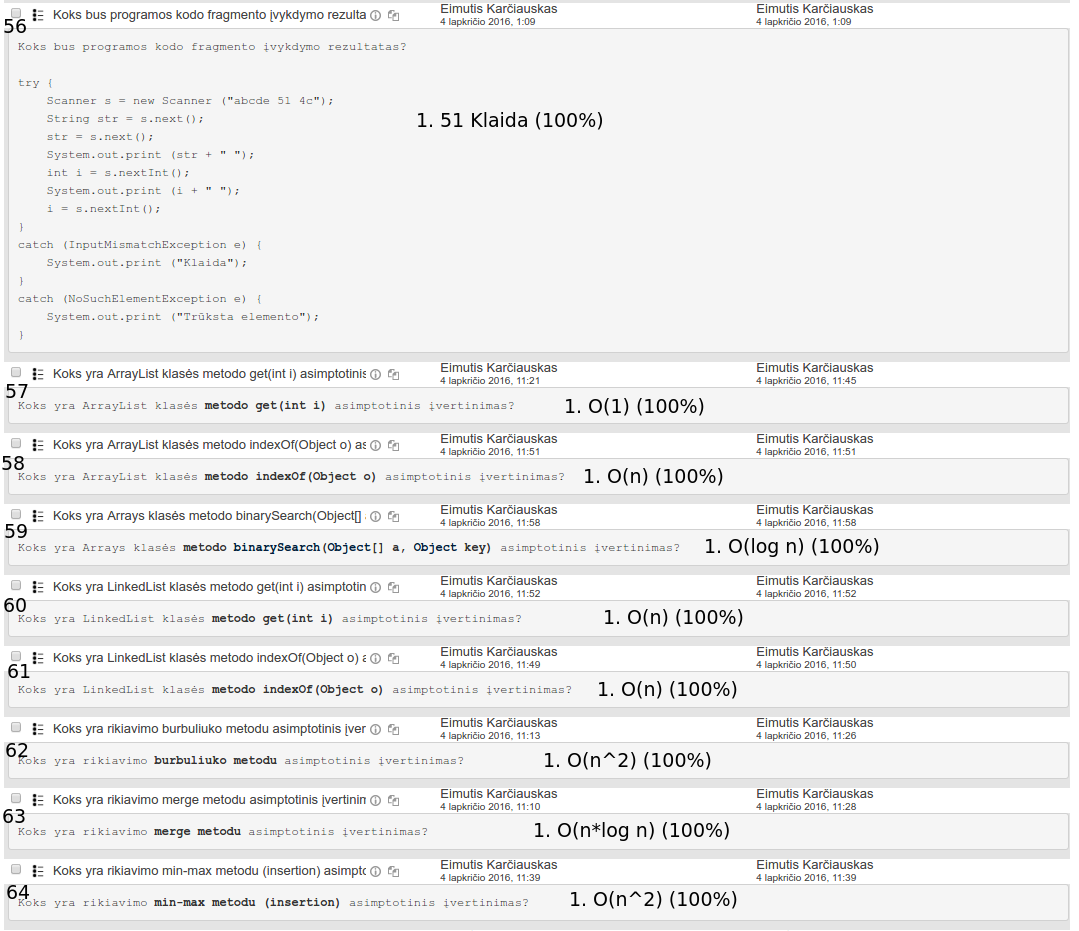 56 Koks bus programos kodo fragmento įvykdymo rezulta Eimutis Karčiauskas Eimutis Karčiauskas
4 lapkričio 2016, 1:09 4 lapkričio 2016, 1:09
Koks bus programos kodo fragmento įvykdymo rezultatas?
try {
Scanner s = new Scanner ("abcde 51 4c");
String str = s.next(); 1. 51 Klaida (100%)
str = s.next();
System.out.print (str + " ");
int i = s.nextInt();
System.out.print (i + " ");
i = s.nextInt();
}
catch (InputMismatchException e) {
System.out.print ("Klaida");
}
catch (NoSuchElementException e) {
System.out.print ("Trūksta elemento");
}
57 Koks yra ArrayList klasės metodo get(int i) asimptotinis Eimutis Karčiauskas Eimutis Karčiauskas
4 lapkričio 2016, 11:21 4 lapkričio 2016, 11:45
Koks yra ArrayList klasės metodo get(int i) asimptotinis įvertinimas? 1. O(1) (100%)
58 Koks yra ArrayList klasės metodo indexOf(Object o) as Eimutis Karčiauskas Eimutis Karčiauskas
4 lapkričio 2016, 11:51 4 lapkričio 2016, 11:51
Koks yra ArrayList klasės metodo indexOf(Object o) asimptotinis įvertinimas? 1. O(n) (100%)
59 Koks yra Arrays klasės metodo binarySearch(Object[] Eimutis Karčiauskas Eimutis Karčiauskas
4 lapkričio 2016, 11:58 4 lapkričio 2016, 11:58
Koks yra Arrays klasės metodo binarySearch(Object[] a, Object key) asimptotinis įvertinimas? 1. O(log n) (100%)
60 Koks yra LinkedList klasės metodo get(int i) asimptotin Eimutis Karčiauskas Eimutis Karčiauskas
4 lapkričio 2016, 11:52 4 lapkričio 2016, 11:52
Koks yra LinkedList klasės metodo get(int i) asimptotinis įvertinimas? 1. O(n) (100%)
61 Koks yra LinkedList klasės metodo indexOf(Object o) Eimutis Karčiauskas Eimutis Karčiauskas
4 lapkričio 2016, 11:49 4 lapkričio 2016, 11:50
Koks yra LinkedList klasės metodo indexOf(Object o) asimptotinis įvertinimas? 1. O(n) (100%)
62 Koks yra rikiavimo burbuliuko metodu asimptotinis įver Eimutis Karčiauskas Eimutis Karčiauskas
4 lapkričio 2016, 11:13 4 lapkričio 2016, 11:26
Koks yra rikiavimo burbuliuko metodu asimptotinis įvertinimas? 1. O(n^2) (100%)
63 Koks yra rikiavimo merge metodu asimptotinis įvertinin Eimutis Karčiauskas Eimutis Karčiauskas
4 lapkričio 2016, 11:10 4 lapkričio 2016, 11:28
Koks yra rikiavimo merge metodu asimptotinis įvertinimas? 1. O(n*log n) (100%)
64 Koks yra rikiavimo min-max metodu (insertion) asimpto Eimutis Karčiauskas Eimutis Karčiauskas
4 lapkričio 2016, 11:39 4 lapkričio 2016, 11:39
Koks yra rikiavimo min-max metodu (insertion) asimptotinis įvertinimas? 1. O(n^2) (100%)